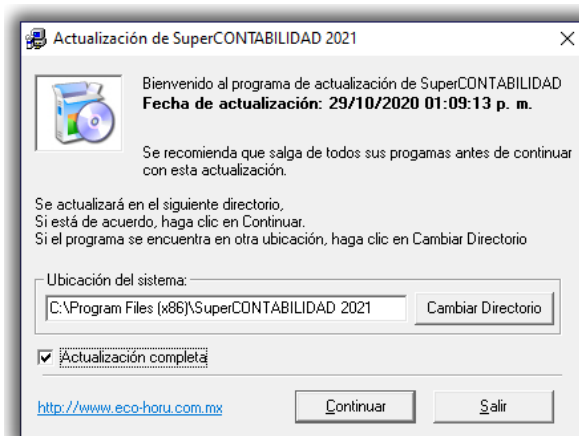 Actualización de SuperCONTABILIDAD 2021
Bienvenido al programa de actualización de SuperCONTABILIDAD
Fecha de actualización: 29/10/2020 01:09:13 p. m.
Se recomienda que salga de todos sus progamas antes de continuar
con esta actualización.
Se actualizará en el siguiente directorio,
Si está de acuerdo, haga clic en Continuar.
Si el programa se encuentra en otra ubicación, haga clic en Cambiar Directorio
Ubicación del sistema:
C:\Program Files (x86)\SuperCONTABILIDAD 2021
Cambiar Directorio
Actualización completa
http://www.eco-horu.com.mx
Continuar
Salir